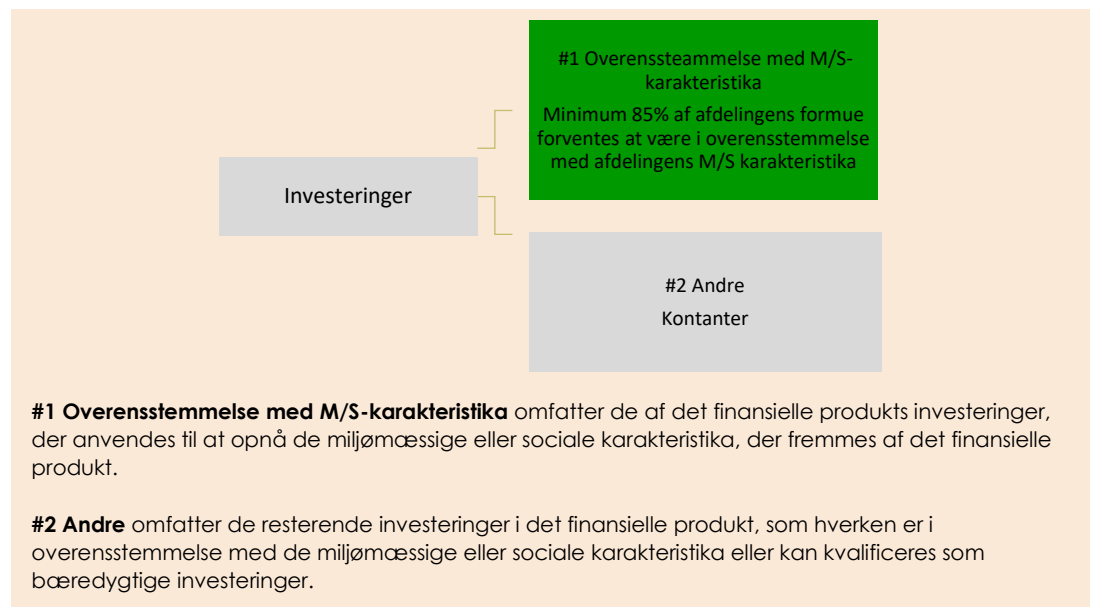 #1 Overenssteammelse med M/S-
karakteristika
Minimum 85% af afdelingens formue
forventes at være i overensstemmelse
med afdelingens M/S karakteristika
Investeringer
#2 Andre
Kontanter
#1 Overensstemmelse med M/S-karakteristika omfatter de af det finansielle produkts investeringer,
der anvendes til at opnå de miljømæssige eller sociale karakteristika, der fremmes af det finansielle
produkt.
#2 Andre omfatter de resterende investeringer i det finansielle produkt, som hverken er i
overensstemmelse med de miljømæssige eller sociale karakteristika eller kan kvalificeres som
bæredygtige investeringer.